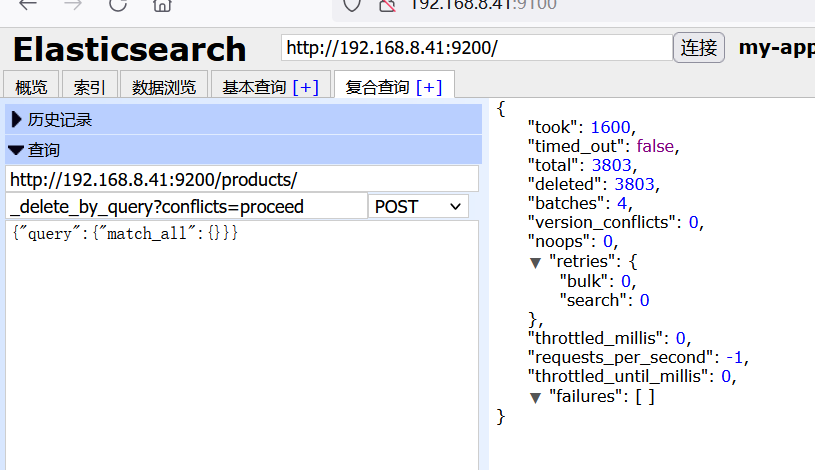 192.168.8.41:9100
Elasticsearch
http://192.168.8.41:9200/
连接
my-app
概览
索引
数据浏览
基本查询 [+]
复合查询 [+]
历史记录
查询
http://192.168.8.41:9200/products/
_delete_by_query?conflicts=proceed
POST
{"query":{"match_all":{}}}
{
"took": 1600,
"timed_out": false,
"total": 3803,
"deleted": 3803,
"batches": 4,
"version_conflicts": 0,
"noops": 0,
▼ "retries": {
"bulk": 0,
"search": 0
},
"throttled_millis": 0,
"requests_per_second": -1,
"throttled_until_millis": 0,
▼ "failures": [ ]
}